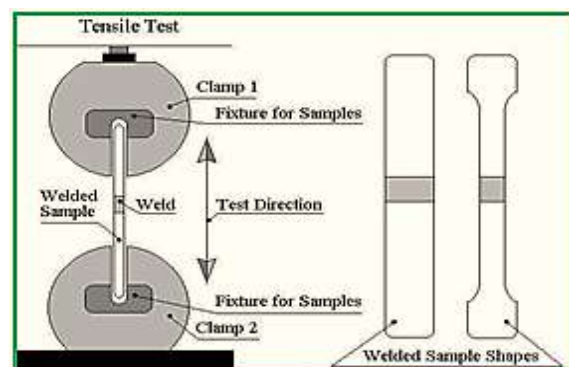 Tensile Test
Clamp 1
Fixture for Samples
Welded
Sample
Weld
Test Direction
Fixture for Samples
Clamp 2
Welded Sample Shapes